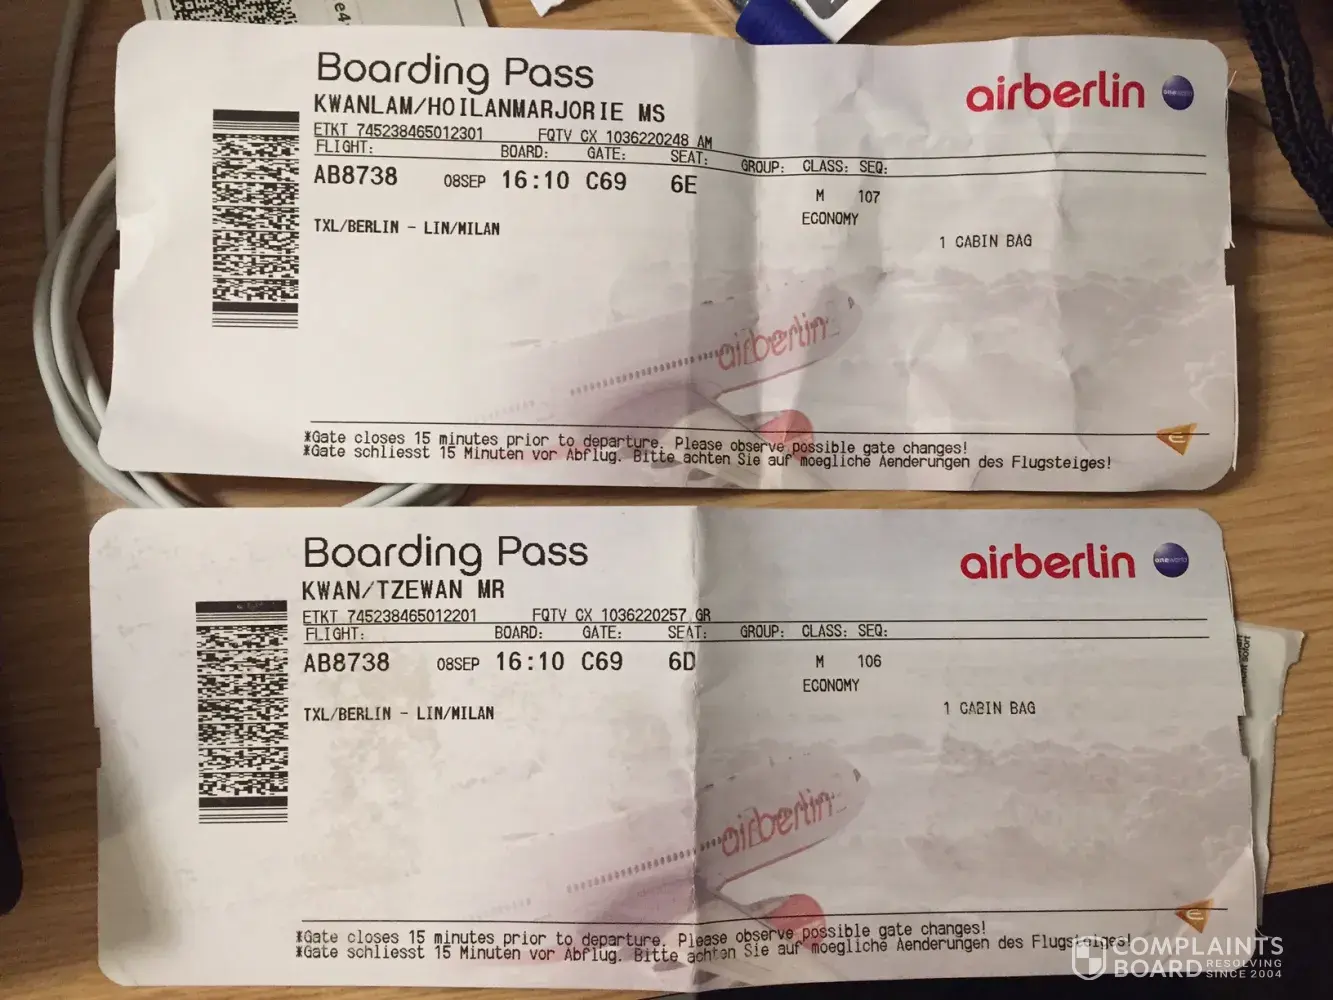 e4
Boarding Pass
airberlin
oneworld
KWANLAM/HOILANMARJORIE MS
ETKT 745238465012301 FQTV CX 1036220248 AM
FLIGHT: BOARD: GATE: SEAT: GROUP: CLASS: SEQ:
AB8738 08SEP 16:10 C69 6E M 107
ECONOMY
TXL/BERLIN - LIN/MILAN
1 CABIN BAG
airberlin
*Gate closes 15 minutes prior to departure. Please observe possible gate changes!
*Gate schliesst 15 Minuten vor Abflug. Bitte achten Sie auf moegliche Aenderungen des Flugsteiges!
Boarding Pass
airberlin
oneworld
KWAN/TZEWAN MR
ETKT 745238465012201 FQTV CX 1036220257 GR
FLIGHT: BOARD: GATE: SEAT: GROUP: CLASS: SEQ:
AB8738 08SEP 16:10 C69 6D M 106
ECONOMY
TXL/BERLIN - LIN/MILAN
1 CABIN BAG
airberlin
*Gate closes 15 minutes prior to departure. Please observe possible gate changes!
*Gate schliesst 15 Minuten vor Abflug. Bitte achten Sie auf moegliche Aenderungen des Flugsteiges!
COMPLAINTS
BOARD RESOLVING
SINCE 2004